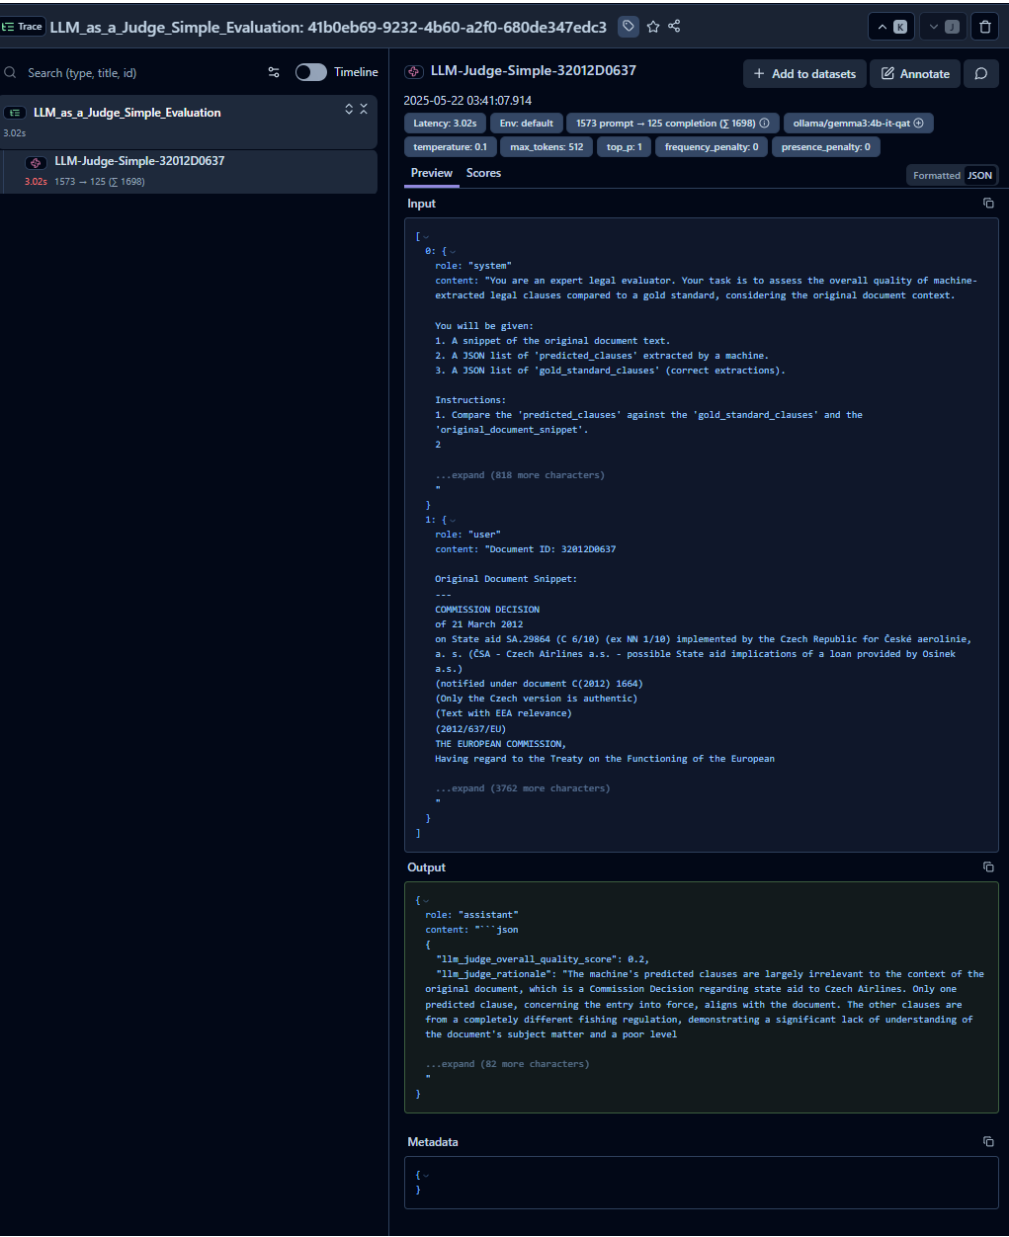 Trace LLM_as_a_Judge_Simple_Evaluation: 41b0eb69-9232-4b60-a2f0-680de347edc3
K
J
Search (type, title, id)
Timeline
LLM_as_a_Judge_Simple_Evaluation
3.02s
LLM-Judge-Simple-32012D0637
3.02s 1573 → 125 (∑ 1698)
LLM-Judge-Simple-32012D0637
+ Add to datasets
Annotate
2025-05-22 03:41:07.914
Latency: 3.02s
Env: default
1573 prompt → 125 completion (∑ 1698)
ollama/gemma3:4b-it-qat
temperature: 0.1
max_tokens: 512
top_p: 1
frequency_penalty: 0
presence_penalty: 0
Preview
Scores
Formatted
JSON
Input
[
0: {
role: "system"
content: "You are an expert legal evaluator. Your task is to assess the overall quality of machine-
extracted legal clauses compared to a gold standard, considering the original document context.
You will be given:
1. A snippet of the original document text.
2. A JSON list of 'predicted_clauses' extracted by a machine.
3. A JSON list of 'gold_standard_clauses' (correct extractions).
Instructions:
1. Compare the 'predicted_clauses' against the 'gold_standard_clauses' and the
'original_document_snippet'.
2
...expand (818 more characters)
"
}
1: {
role: "user"
content: "Document ID: 32012D0637
Original Document Snippet:
---
COMMISSION DECISION
of 21 March 2012
on State aid SA.29864 (C 6/10) (ex NN 1/10) implemented by the Czech Republic for České aerolinie,
a. s. (ČSA - Czech Airlines a.s. - possible State aid implications of a loan provided by Osinek
a.s.)
(notified under document C(2012) 1664)
(Only the Czech version is authentic)
(Text with EEA relevance)
(2012/637/EU)
THE EUROPEAN COMMISSION,
Having regard to the Treaty on the Functioning of the European
...expand (3762 more characters)
"
}
]
Output
{
role: "assistant"
content: "```json
{
"llm_judge_overall_quality_score": 0.2,
"llm_judge_rationale": "The machine's predicted clauses are largely irrelevant to the context of the
original document, which is a Commission Decision regarding state aid to Czech Airlines. Only one
predicted clause, concerning the entry into force, aligns with the document. The other clauses are
from a completely different fishing regulation, demonstrating a significant lack of understanding of
the document's subject matter and a poor level
...expand (82 more characters)
"
}
Metadata
{
}